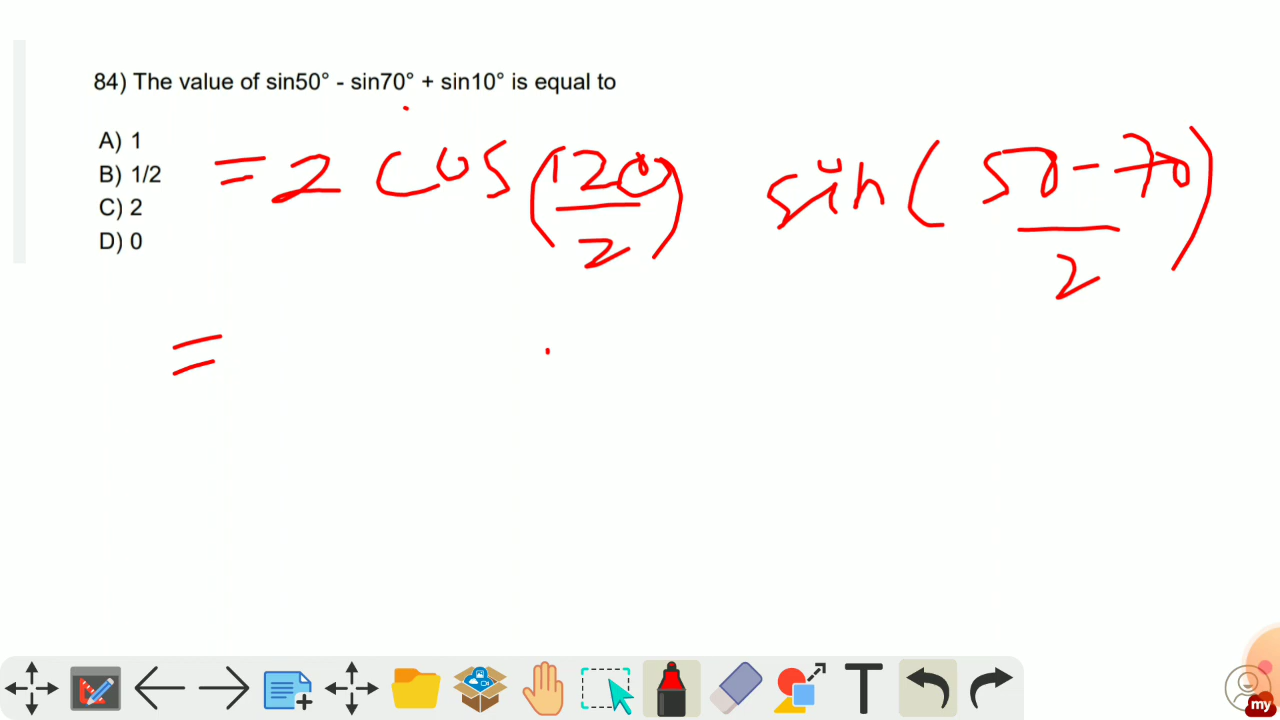 84) The value of sin50° - sin70° + sin10° is equal to
A) 1
B) 1/2
C) 2
D) 0
= 2 cos (120/2) sin (50-70/2)
=
T
my